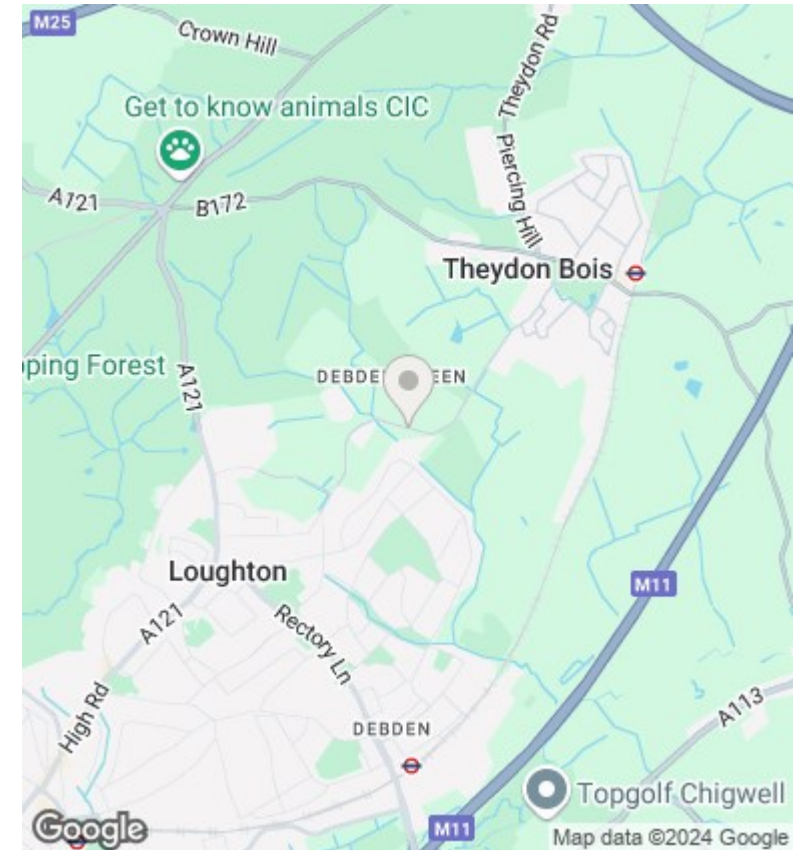 M25
Crown Hill
Theydon Rd
Get to know animals CIC
Piercing Hill
A121
B172
Theydon Bois
ping Forest
A121
DEBDE EEN
Loughton
M11
A121
Rectory Ln
High Rd
A113
DEBDEN
Topgolf Chigwell
M11
Google
Map data ©2024 Google